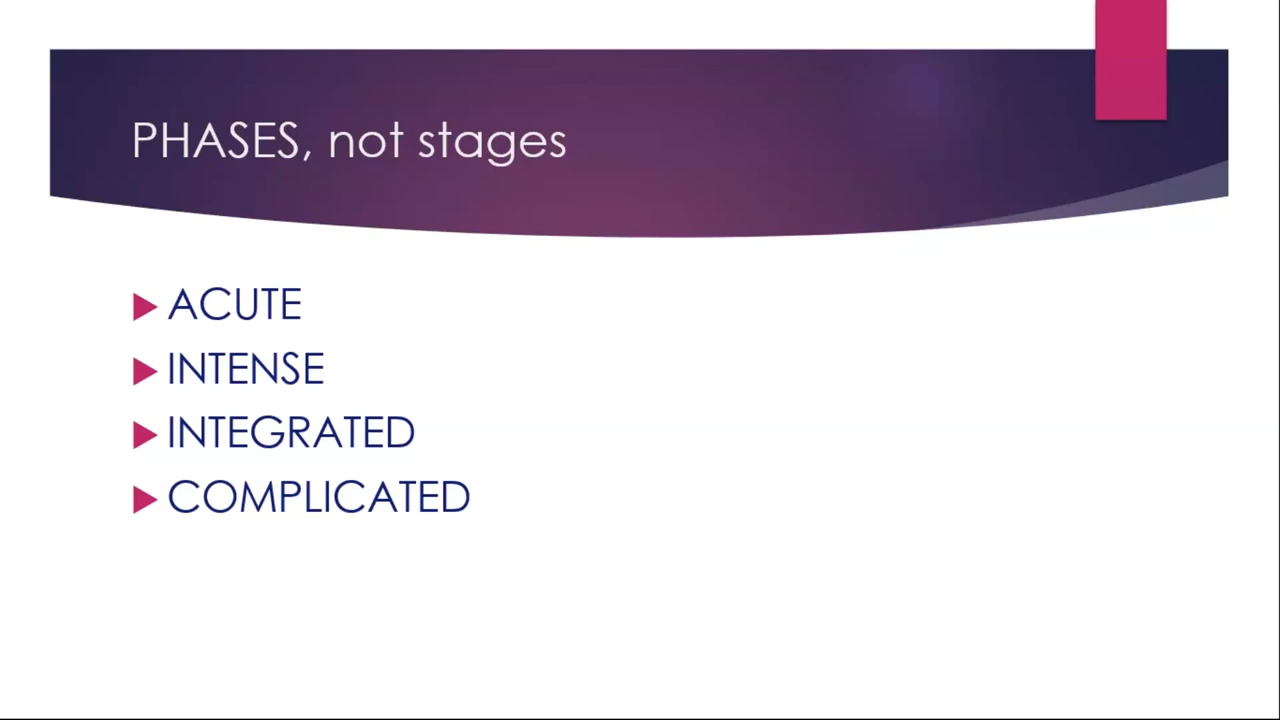 PHASES, not stages
ACUTE
INTENSE
INTEGRATED
COMPLICATED